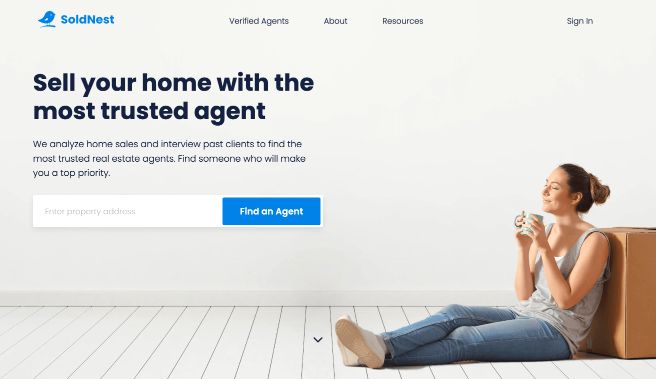 SoldNest
Verified Agents
About
Resources
Sign In
Sell your home with the
most trusted agent
We analyze home sales and interview past clients to find the
most trusted real estate agents. Find someone who will make
you a top priority.
Enter property address
Find an Agent